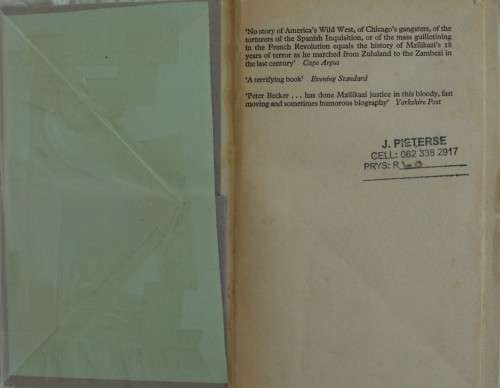 'No story of America's Wild West, of Chicago's gangsters, of the
torturers of the Spanish Inquisition, or of the mass guillotining
in the French Revolution equals the history of Mzilikazi's 18
years of terror as he marched from Zululand to the Zambesi in
the last century' Cape Argus
'A terrifying book' Evening Standard
'Peter Becker . . . has done Mzilikazi justice in this bloody, fast
moving and sometimes humorous biography' Yorkshire Post
J. PIETERSE
CELL: 082 338 2917
PRYS: R